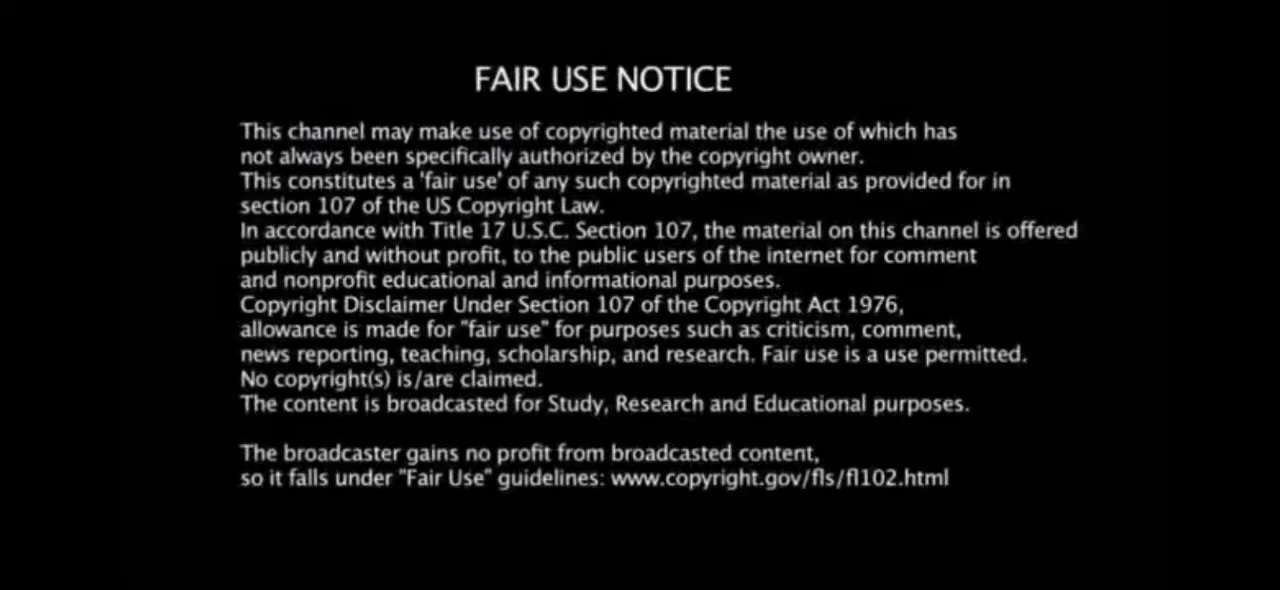 FAIR USE NOTICE
This channel may make use of copyrighted material the use of which has
not always been specifically authorized by the copyright owner.
This constitutes a 'fair use' of any such copyrighted material as provided for in
section 107 of the US Copyright Law.
In accordance with Title 17 U.S.C. Section 107, the material on this channel is offered
publicly and without profit, to the public users of the internet for comment
and nonprofit educational and informational purposes.
Copyright Disclaimer Under Section 107 of the Copyright Act 1976,
allowance is made for "fair use" for purposes such as criticism, comment,
news reporting, teaching, scholarship, and research. Fair use is a use permitted.
No copyright(s) is/are claimed.
The content is broadcasted for Study, Research and Educational purposes.
The broadcaster gains no profit from broadcasted content,
so it falls under "Fair Use" guidelines: www.copyright.gov/fls/fl102.html